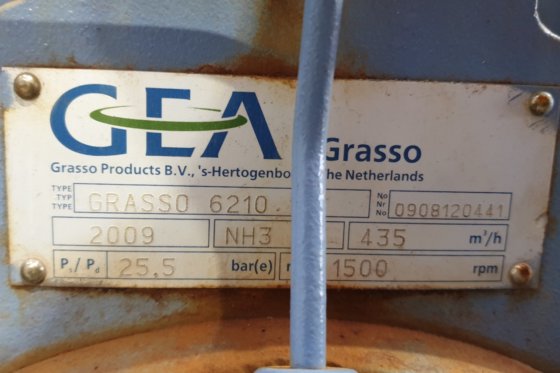 GEA Grasso
Grasso Products B.V., 's-Hertogenbo he Netherlands
TYPE
TYP
TYPE
GRASSO 6210
No
Nr
No
0908120441
2009 NH3 435 m³/h
Ps/Pd 25.5 bar(e) 1500 rpm